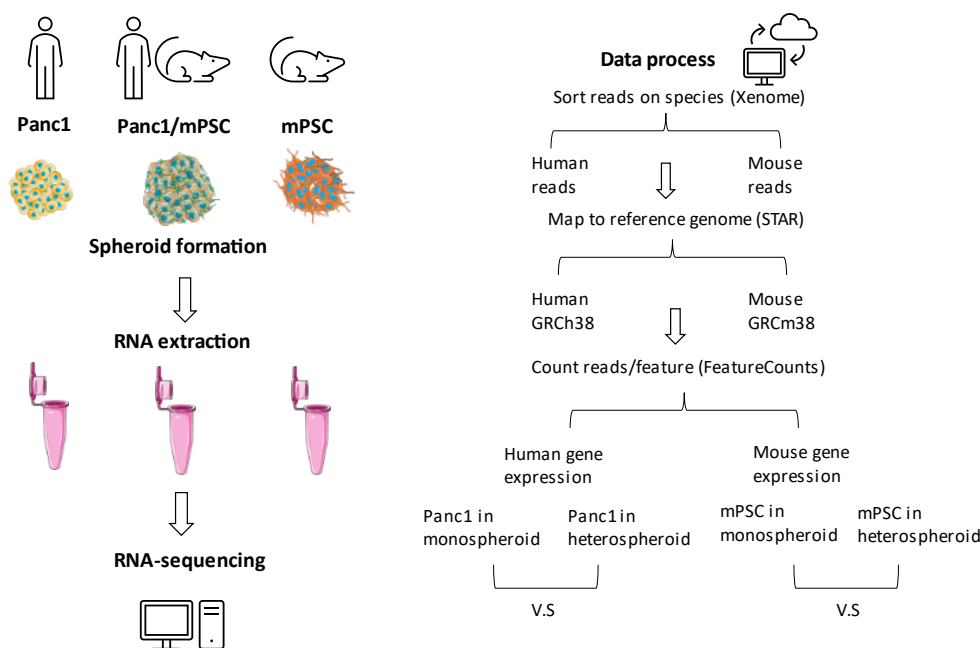 Panc1
Panc1/mPSC
mPSC
Spheroid formation
RNA extraction
RNA-sequencing
Data process
Sort reads on species (Xenome)
Human
reads
Mouse
reads
Map to reference genome (STAR)
Human
GRCh38
Mouse
GRCm38
Count reads/feature (FeatureCounts)
Human gene
expression
Mouse gene
expression
Panc1 in
monospheroid
Panc1 in
heterospheroid
mPSC in
monospheroid
mPSC in
heterospheroid
V.S
V.S